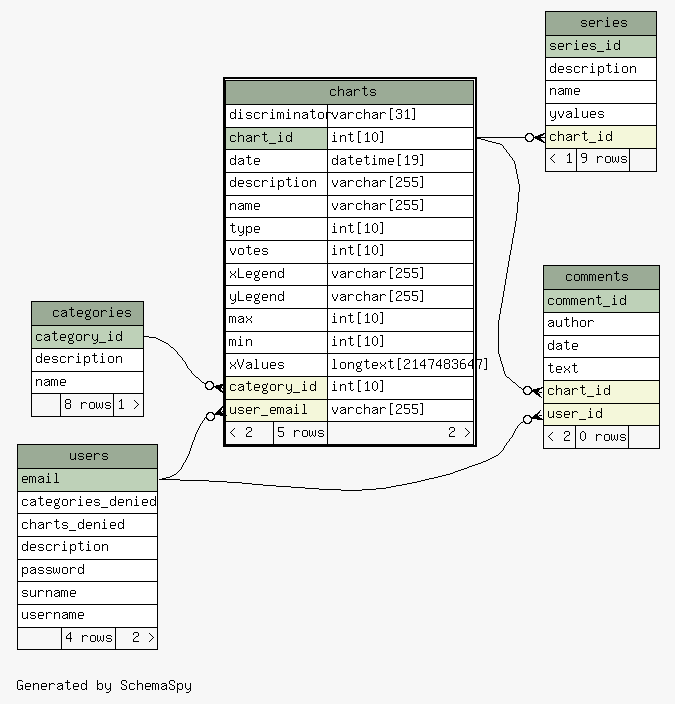 series
series_id
description
name
yvalues
chart_id
< 1 9 rows
charts
discriminator varchar[31]
chart_id int[10]
date datetime[19]
description varchar[255]
name varchar[255]
type int[10]
votes int[10]
xLegend varchar[255]
yLegend varchar[255]
max int[10]
min int[10]
xValues longtext[2147483647]
category_id int[10]
user_email varchar[255]
< 2 5 rows 2 >
comments
comment_id
author
date
text
chart_id
user_id
< 2 0 rows
categories
category_id
description
name
8 rows 1 >
users
email
categories_denied
charts_denied
description
password
surname
username
4 rows 2 >
Generated by SchemaSpy